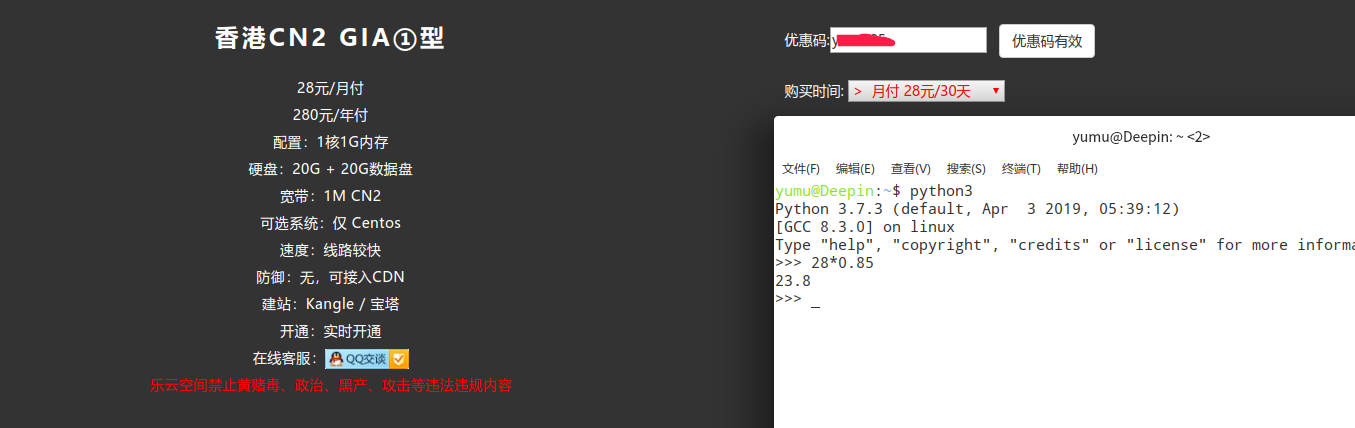 香港CN2 GIA①型
28元/月付
280元/年付
配置：1核1G内存
硬盘：20G + 20G数据盘
宽带：1M CN2
可选系统：仅 Centos
速度：线路较快
防御：无，可接入CDN
建站：Kangle / 宝塔
开通：实时开通
在线客服： QQ交谈
乐云空间禁止黄赌毒、政治、黑产、攻击等违法违规内容
优惠码: 优惠码有效
购买时间: > 月付 28元/30天 ▼
yumu@Deepin: ~ <2>
文件(F) 编辑(E) 查看(V) 搜索(S) 终端(T) 帮助(H)
yumu@Deepin:~$ python3
Python 3.7.3 (default, Apr  3 2019, 05:39:12)
[GCC 8.3.0] on linux
Type "help", "copyright", "credits" or "license" for more informa
>>> 28*0.85
23.8
>>> _